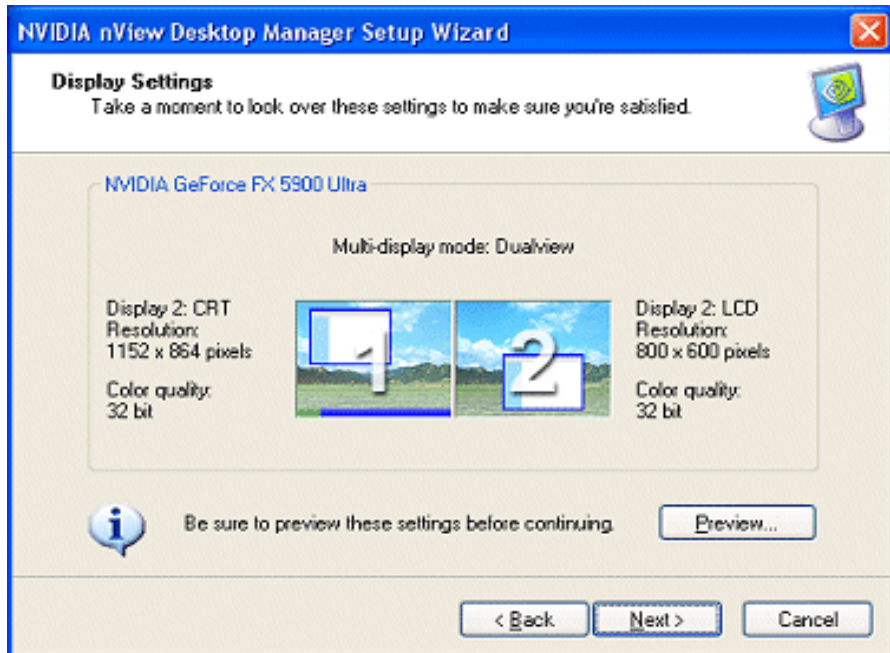 NVIDIA nView Desktop Manager Setup Wizard
Display Settings
Take a moment to look over these settings to make sure you're satisfied.
NVIDIA GeForce FX 5900 Ultra
Multi-display mode: Dualview
Display 2: CRT
Resolution:
1152 x 864 pixels
Color quality:
32 bit
1
2
Display 2: LCD
Resolution:
800 x 600 pixels
Color quality:
32 bit
Be sure to preview these settings before continuing.
Preview...
< Back
Next >
Cancel